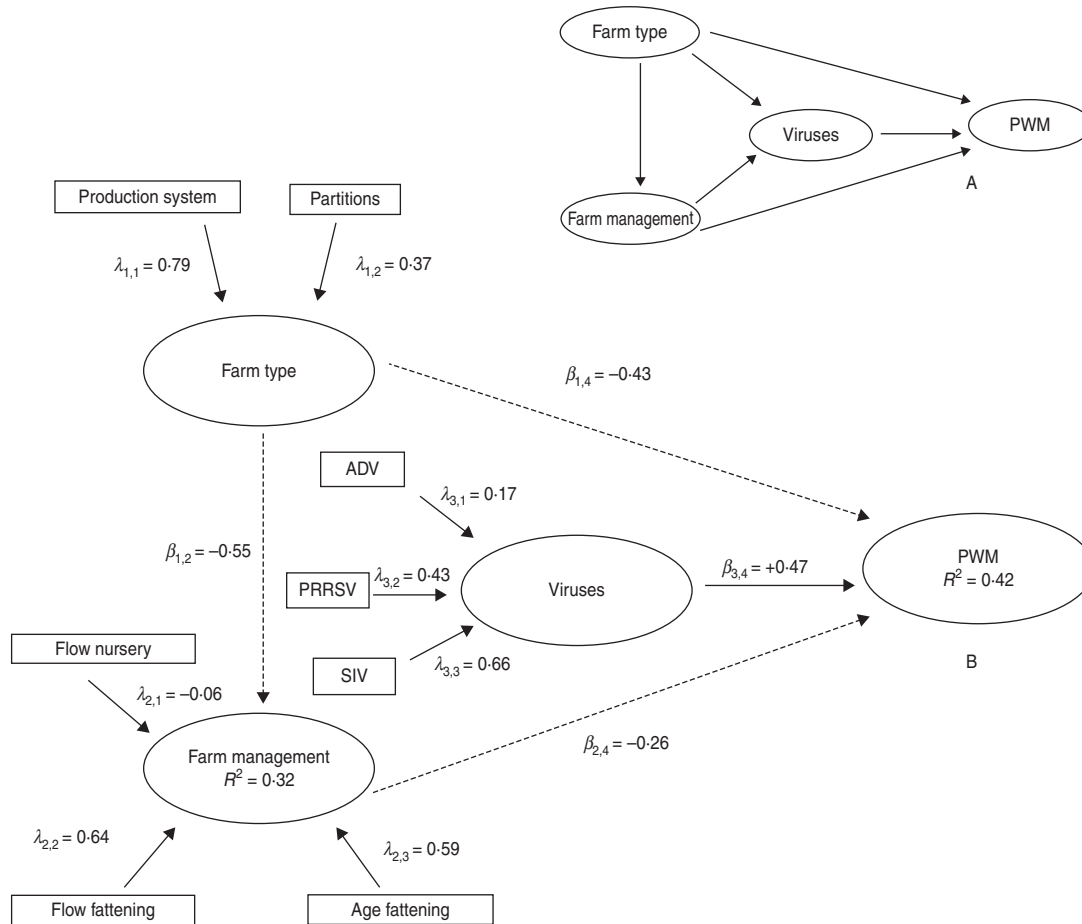 Farm type
Viruses
PWM
Farm management
A
Production system
Partitions
λ1,1 = 0·79
λ1,2 = 0·37
Farm type
β1,4 = –0·43
ADV
λ3,1 = 0·17
β1,2 = –0·55
PRRSV
λ3,2 = 0·43
Viruses
β3,4 = +0·47
PWM
R² = 0·42
SIV
λ3,3 = 0·66
B
Flow nursery
λ2,1 = –0·06
Farm management
R² = 0·32
β2,4 = –0·26
λ2,2 = 0·64
λ2,3 = 0·59
Flow fattening
Age fattening